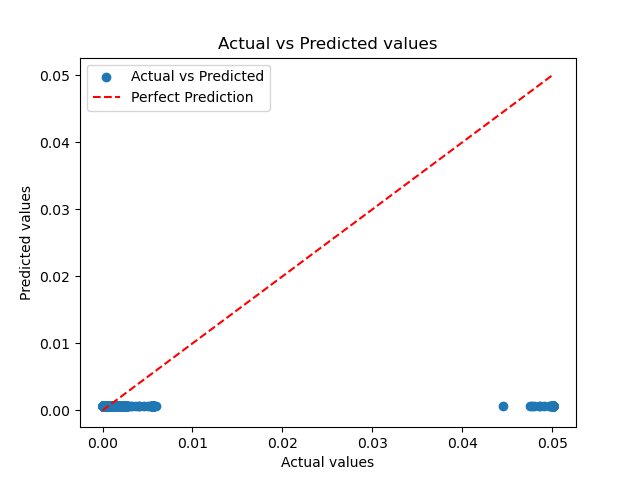 Actual vs Predicted values
Actual vs Predicted
Perfect Prediction
Predicted values
0.05
0.04
0.03
0.02
0.01
0.00
0.00 0.01 0.02 0.03 0.04 0.05
Actual values